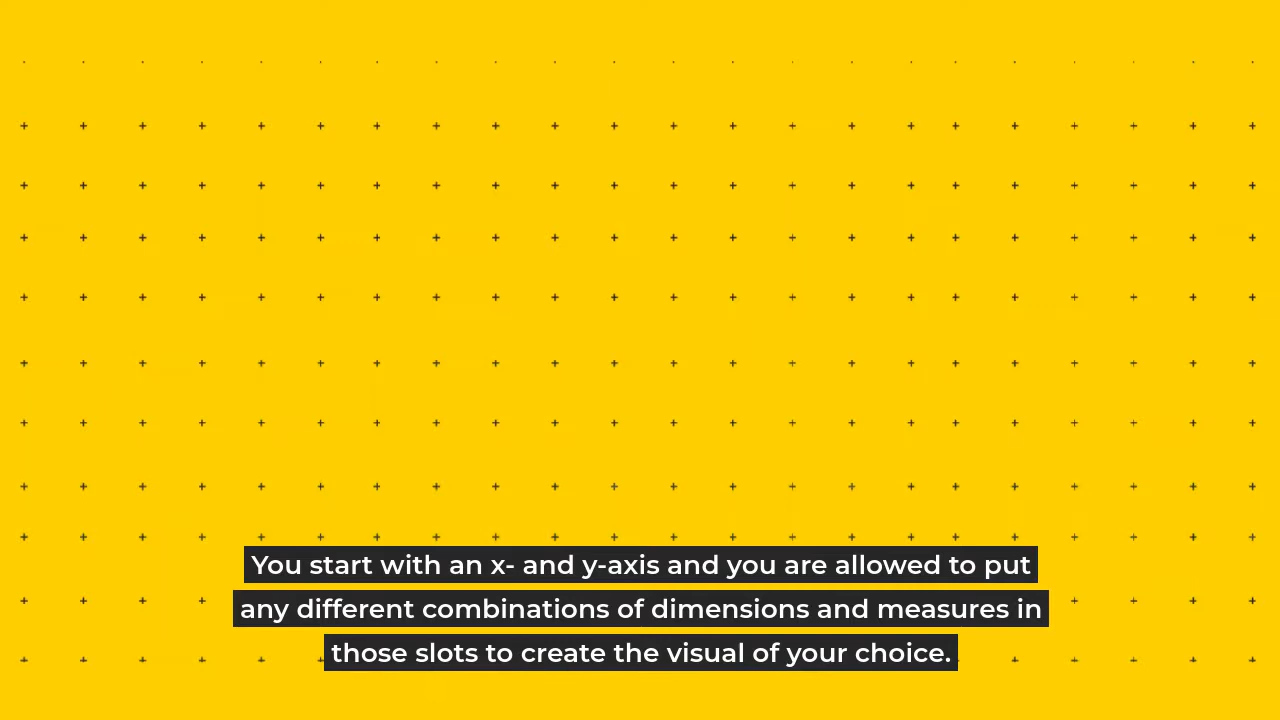 You start with an x- and y-axis and you are allowed to put
any different combinations of dimensions and measures in
those slots to create the visual of your choice.